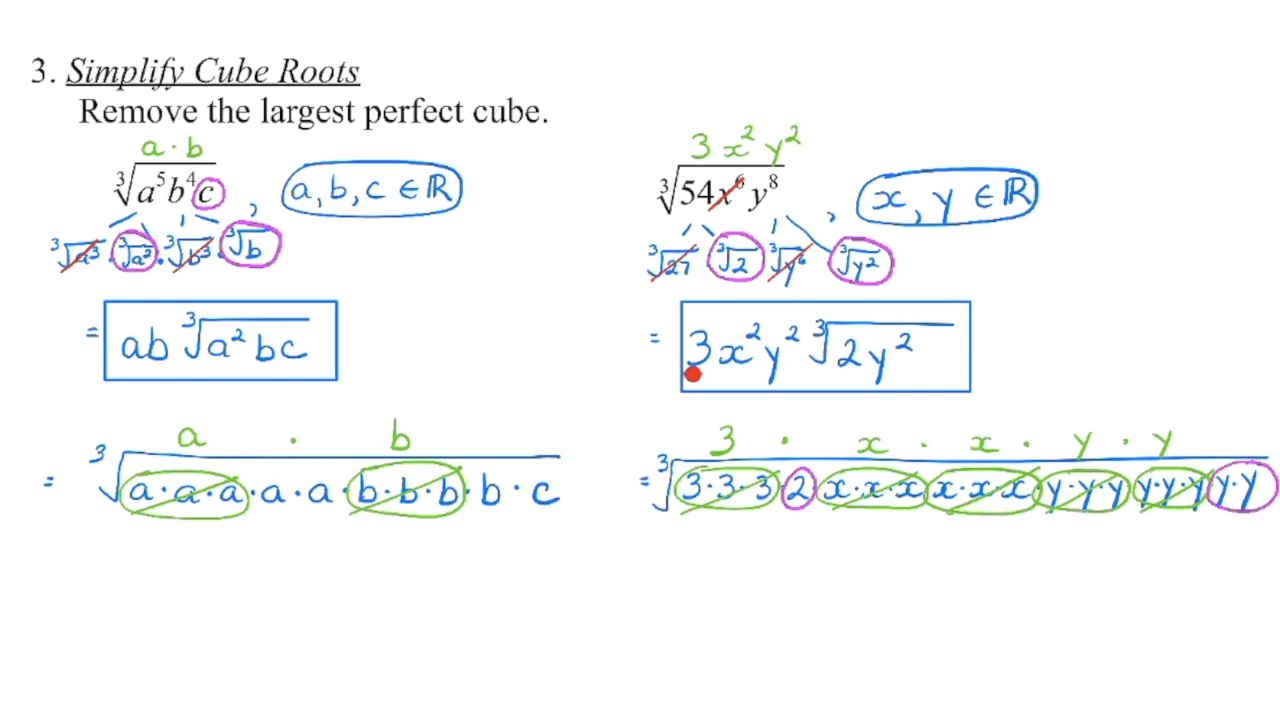 3. Simplify Cube Roots
Remove the largest perfect cube.
a · b
∛(a⁵b⁴c) , a, b, c ∈ ℝ
∛a³ · ∛a² · ∛b³ · ∛b
= ab ∛(a²bc)
a · b
= ∛(a·a·a·a·a·b·b·b·b·c)
3x²y²
∛(54x⁶y⁸) , x, y ∈ ℝ
∛27 ∛2 ∛y⁶ ∛y²
= 3x²y² ∛(2y²)
3 · x · x · y · y
= ∛(3·3·3·2·x·x·x·x·x·x·y·y·y·y·y·y·y·y)